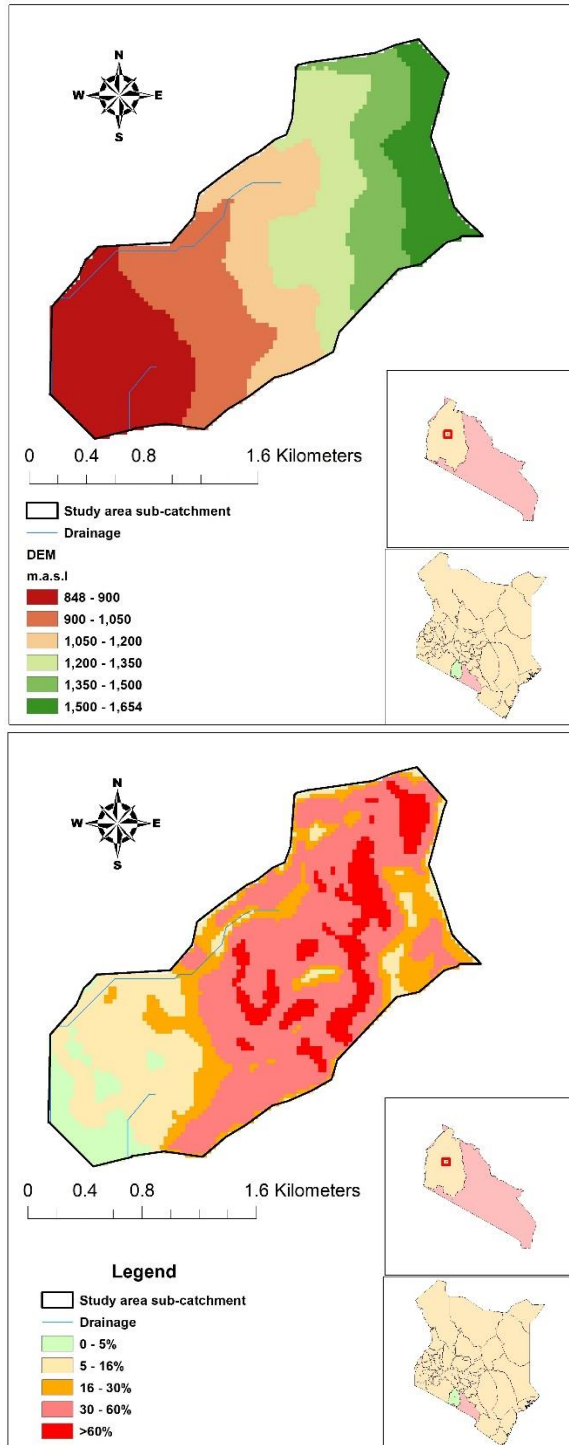 N
W E
S
0 0.4 0.8 1.6 Kilometers
Study area sub-catchment
Drainage
DEM
m.a.s.l
848 - 900
900 - 1,050
1,050 - 1,200
1,200 - 1,350
1,350 - 1,500
1,500 - 1,654
N
W E
S
0 0.4 0.8 1.6 Kilometers
Legend
Study area sub-catchment
Drainage
0 - 5%
5 - 16%
16 - 30%
30 - 60%
>60%